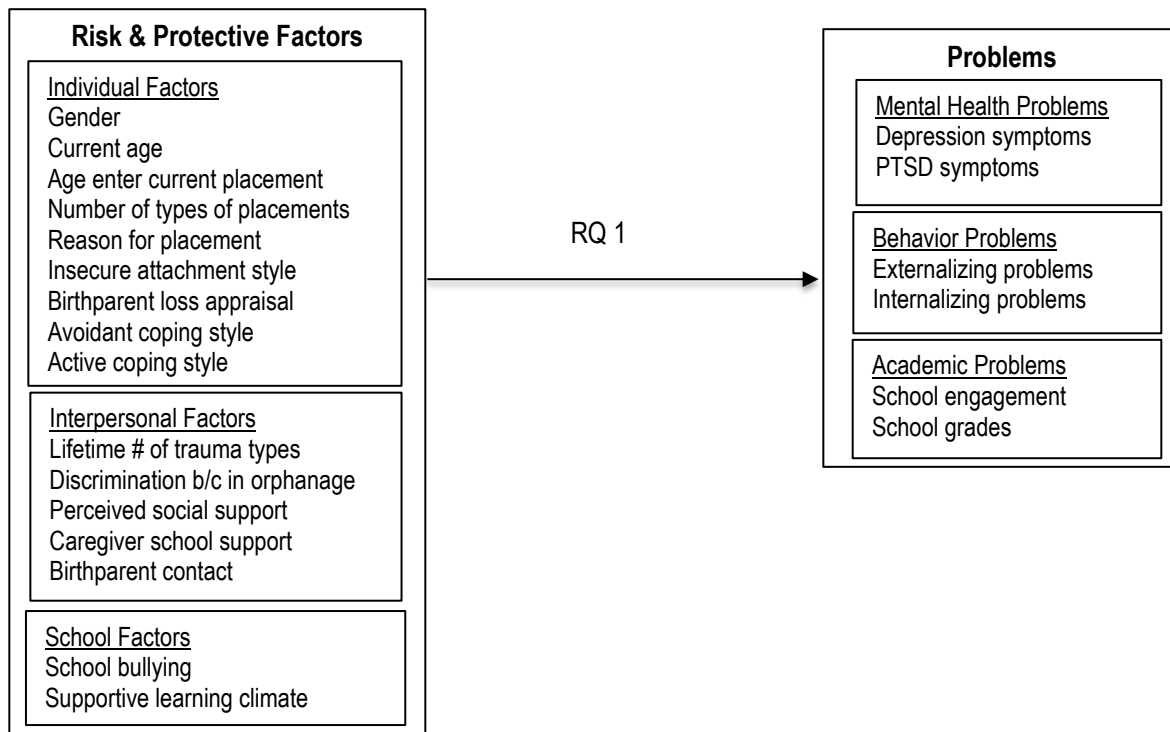 Risk & Protective Factors
Individual Factors
Gender
Current age
Age enter current placement
Number of types of placements
Reason for placement
Insecure attachment style
Birthparent loss appraisal
Avoidant coping style
Active coping style
Interpersonal Factors
Lifetime # of trauma types
Discrimination b/c in orphanage
Perceived social support
Caregiver school support
Birthparent contact
School Factors
School bullying
Supportive learning climate
RQ 1
Problems
Mental Health Problems
Depression symptoms
PTSD symptoms
Behavior Problems
Externalizing problems
Internalizing problems
Academic Problems
School engagement
School grades